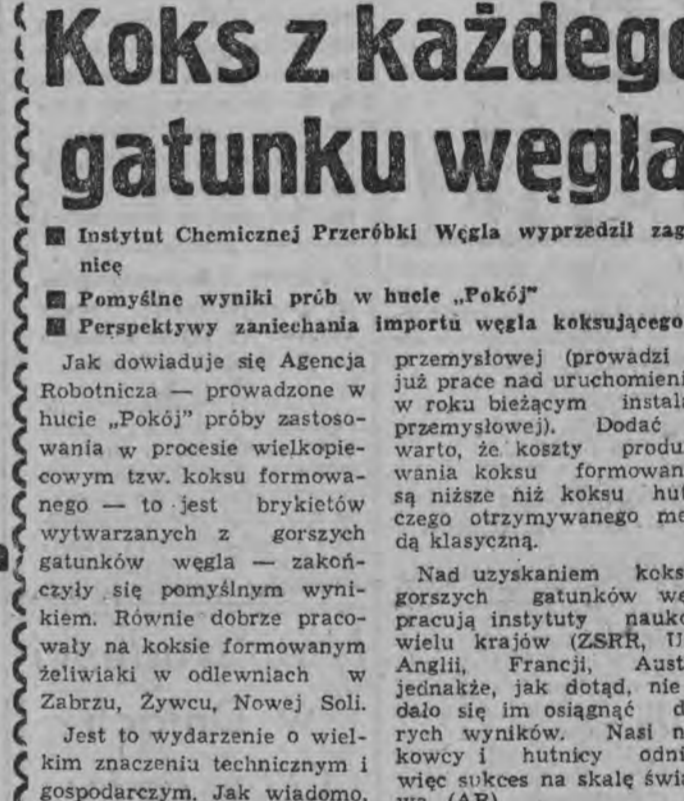 Koks z każdego
gatunku węgla
■ Instytut Chemicznej Przeróbki Węgla wyprzedził zag
nicę
■ Pomyślne wyniki prób w hucie „Pokój”
■ Perspektywy zaniechania importu węgla koksującego
Jak dowiaduje się Agencja
Robotnicza — prowadzone w
hucie „Pokój” próby zastoso-
wania w procesie wielkopie-
cowym tzw. koksu formowa-
nego — to jest brykietów
wytwarzanych z gorszych
gatunków węgla — zakoń-
czyły się pomyślnym wyni-
kiem. Równie dobrze praco-
wały na koksie formowanym
żeliwiaki w odlewniach w
Zabrzu, Żywcu, Nowej Soli.
Jest to wydarzenie o wiel-
kim znaczeniu technicznym i
gospodarczym. Jak wiadomo,
przemysłowej (prowadzi
już prace nad uruchomieni
w roku bieżącym instal
przemysłowej). Dodać
warto, że koszty produ
wania koksu formowan
są niższe niż koksu hut
czego otrzymywanego me
dą klasyczną.
Nad uzyskaniem koks
gorszych gatunków wę
pracują instytuty nauko
wielu krajów (ZSRR, U
Anglii, Francji, Aust
jednakże, jak dotąd, nie
dało się im osiągnąć d
rych wyników. Nasi n
kowcy i hutnicy odni
więc sukces na skalę świa
wą. (AR)